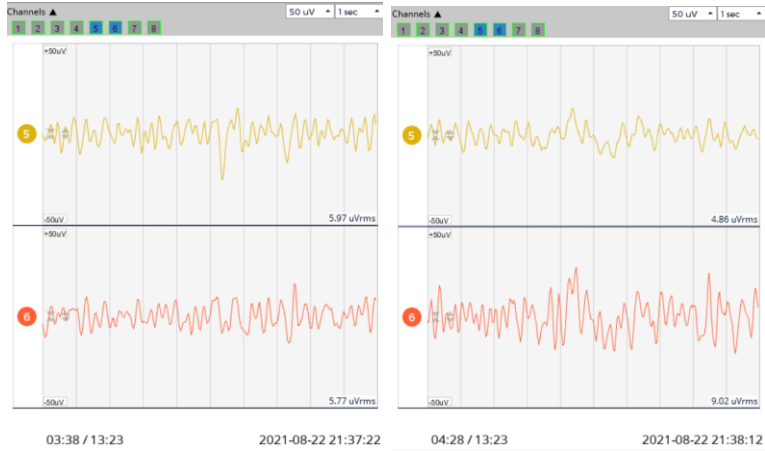 Channels ▲ 50 uV 1 sec
1 2 3 4 5 6 7 8
+50uV
5
-50uV
5.97 uVrms
+50uV
6
-50uV
5.77 uVrms
03:38 / 13:23 2021-08-22 21:37:22
Channels ▲ 50 uV 1 sec
1 2 3 4 5 6 7 8
+50uV
5
-50uV
4.86 uVrms
+50uV
6
-50uV
9.02 uVrms
04:28 / 13:23 2021-08-22 21:38:12